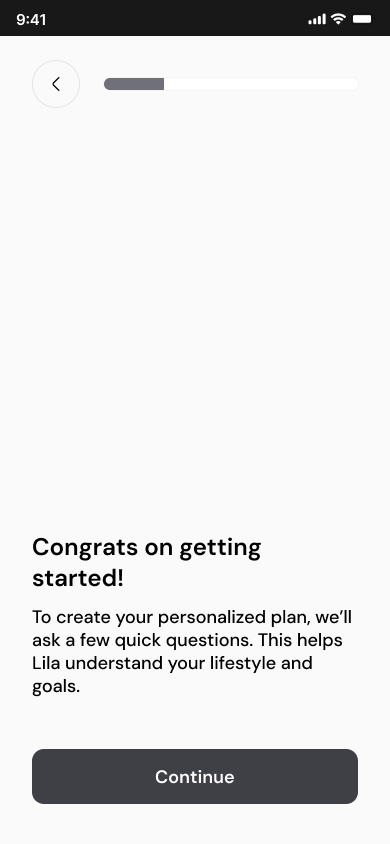 9:41
Congrats on getting
started!
To create your personalized plan, we’ll
ask a few quick questions. This helps
Lila understand your lifestyle and
goals.
Continue